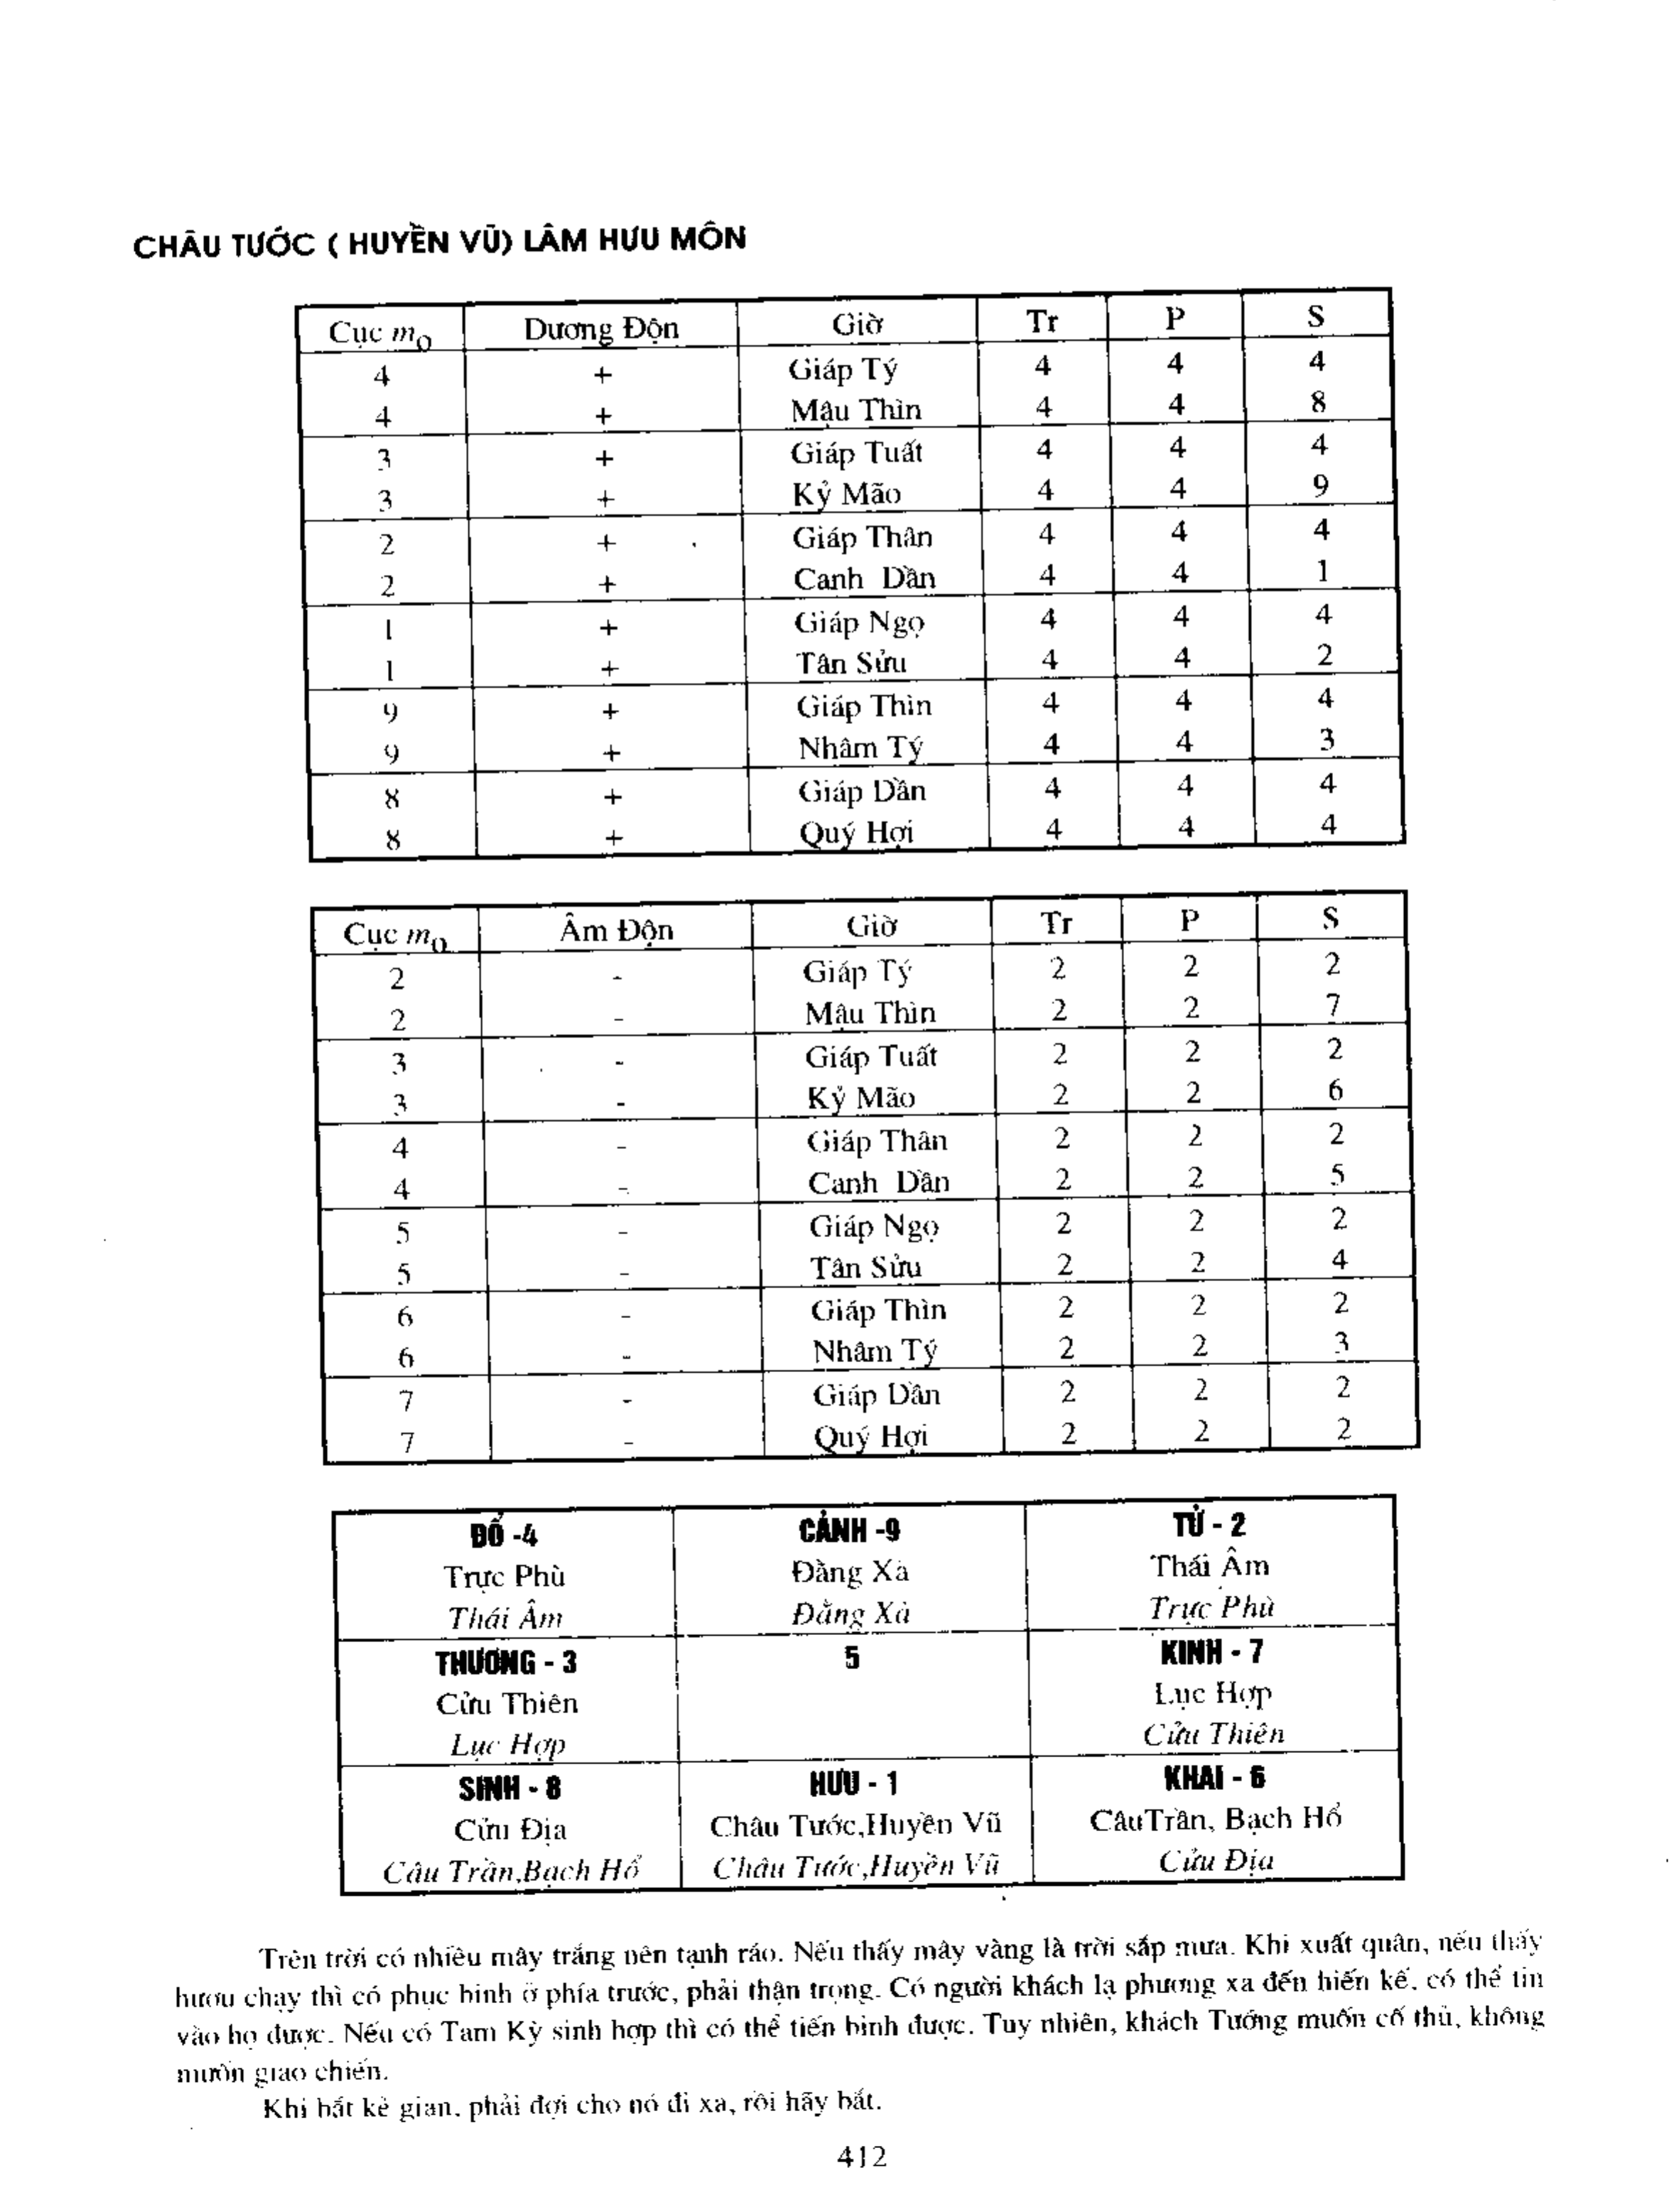 CHÂU TƯỚC ( HUYỀN VŨ) LÂM HƯU MÔN
Cục m0 Dương Độn Giờ Tr P S
4 + Giáp Tý 4 4 4
4 + Mậu Thìn 4 4 8
3 + Giáp Tuất 4 4 4
3 + Kỷ Mão 4 4 9
2 + Giáp Thân 4 4 4
2 + Canh Dần 4 4 1
1 + Giáp Ngọ 4 4 4
1 + Tân Sửu 4 4 2
9 + Giáp Thìn 4 4 4
9 + Nhâm Tý 4 4 3
8 + Giáp Dần 4 4 4
8 + Quý Hợi 4 4 4
Cục m0 Âm Độn Giờ Tr P S
2 - Giáp Tý 2 2 2
2 - Mậu Thìn 2 2 7
3 - Giáp Tuất 2 2 2
3 - Kỷ Mão 2 2 6
4 - Giáp Thân 2 2 2
4 - Canh Dần 2 2 5
5 - Giáp Ngọ 2 2 2
5 - Tân Sửu 2 2 4
6 - Giáp Thìn 2 2 2
6 - Nhâm Tý 2 2 3
7 - Giáp Dần 2 2 2
7 - Quý Hợi 2 2 2
ĐỔ -4 CẢNH -9 TỬ - 2
Trực Phù Đằng Xà Thái Âm
Thái Âm Đằng Xà Trực Phù
THƯƠNG - 3 5 KINH - 7
Cửu Thiên Lục Hợp
Lục Hợp Cửu Thiên
SINH - 8 HƯU - 1 KHAI - 6
Cửu Địa Châu Tước,Huyền Vũ CâuTrần, Bạch Hổ
Câu Trần,Bạch Hổ Châu Tước,Huyền Vũ Cửu Địa
Trên trời có nhiều mây trắng nên tạnh ráo. Nếu thấy mây vàng là trời sắp mưa. Khi xuất quân, nếu thấy
hươu chạy thì có phục binh ở phía trước, phải thận trọng. Có người khách lạ phương xa đến hiến kế, có thể tin
vào họ được. Nếu có Tam Kỳ sinh hợp thì có thể tiến binh được. Tuy nhiên, khách Tướng muốn cố thủ, không
muốn giao chiến.
Khi bắt kẻ gian, phải đợi cho nó đi xa, rồi hãy bắt.
412